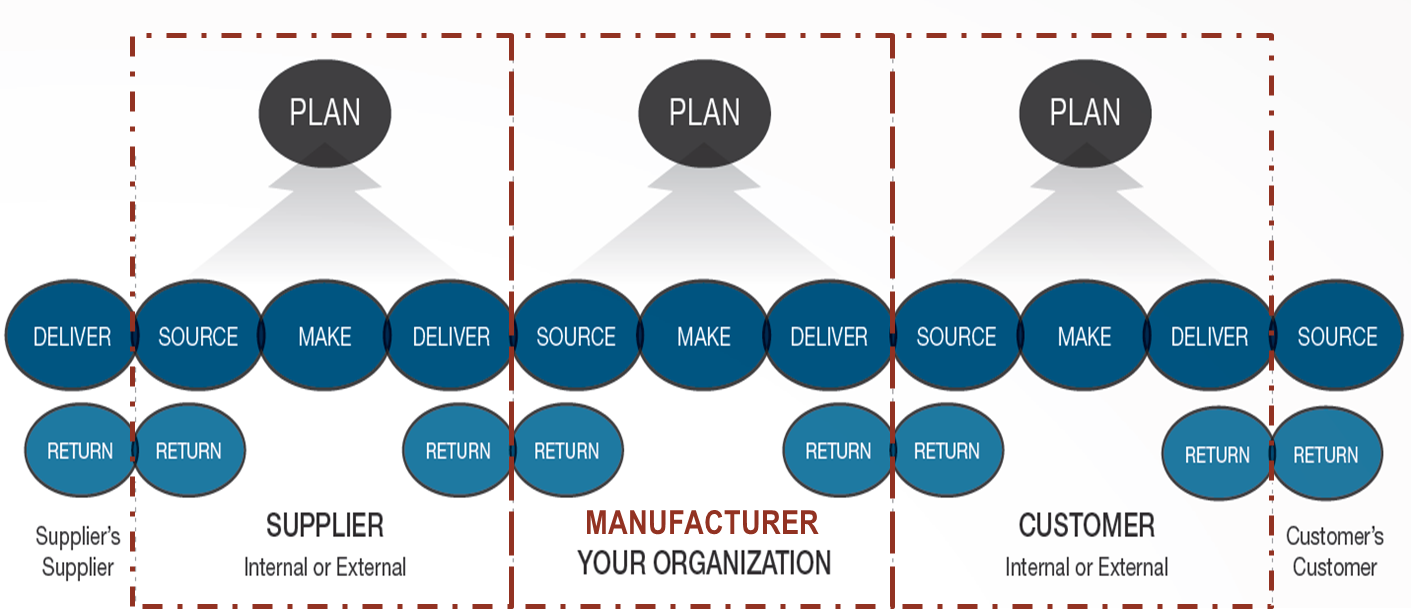 PLAN PLAN PLAN
DELIVER SOURCE MAKE DELIVER SOURCE MAKE DELIVER SOURCE MAKE DELIVER SOURCE
RETURN RETURN RETURN RETURN RETURN RETURN RETURN RETURN
Supplier's
Supplier
SUPPLIER
Internal or External
MANUFACTURER
YOUR ORGANIZATION
CUSTOMER
Internal or External
Customer's
Customer